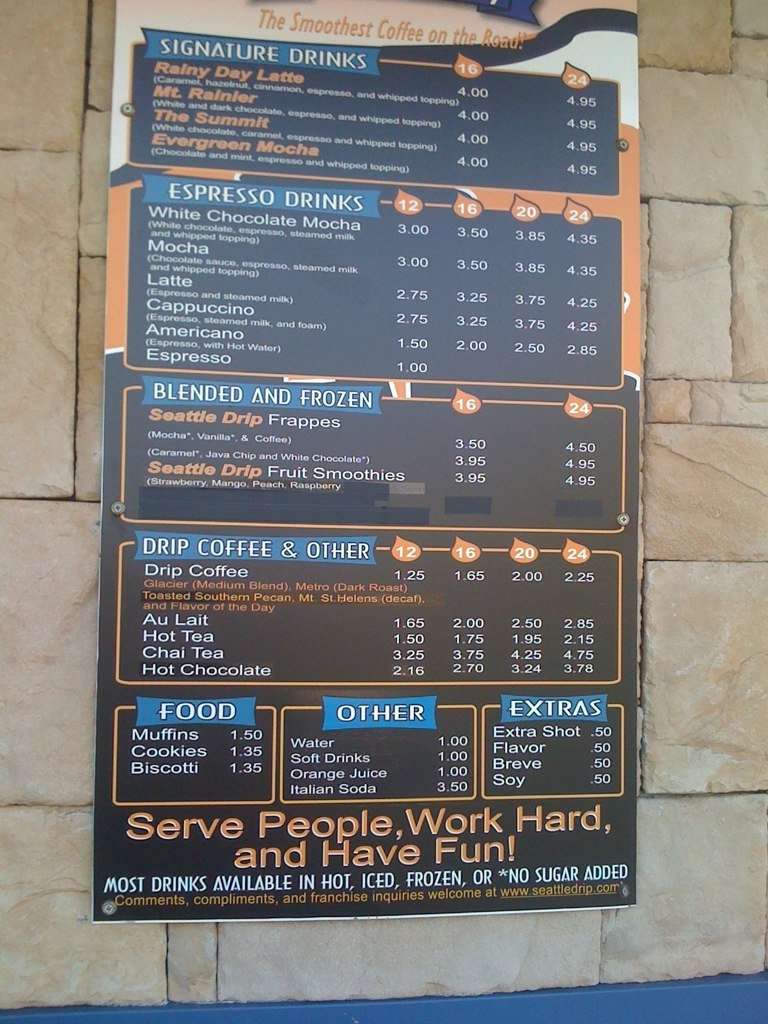 The Smoothest Coffee on the Road!
SIGNATURE DRINKS 16 24
Rainy Day Latte 4.00 4.95
(Caramel, hazelnut, cinnamon, espresso, and whipped topping)
Mt. Rainier 4.00 4.95
(White and dark chocolate, espresso, and whipped topping)
The Summit 4.00 4.95
(White chocolate, caramel, espresso and whipped topping)
Evergreen Mocha 4.00 4.95
(Chocolate and mint, espresso and whipped topping)
ESPRESSO DRINKS 12 16 20 24
White Chocolate Mocha 3.00 3.50 3.85 4.35
(White chocolate, espresso, steamed milk
and whipped topping)
Mocha 3.00 3.50 3.85 4.35
(Chocolate sauce, espresso, steamed milk
and whipped topping)
Latte 2.75 3.25 3.75 4.25
(Espresso and steamed milk)
Cappuccino 2.75 3.25 3.75 4.25
(Espresso, steamed milk, and foam)
Americano 1.50 2.00 2.50 2.85
(Espresso, with Hot Water)
Espresso 1.00
BLENDED AND FROZEN 16 24
Seattle Drip Frappes
(Mocha*, Vanilla*, & Coffee) 3.50 4.50
(Caramel*, Java Chip and White Chocolate*) 3.95 4.95
Seattle Drip Fruit Smoothies 3.95 4.95
(Strawberry, Mango, Peach, Raspberry
DRIP COFFEE & OTHER 12 16 20 24
Drip Coffee 1.25 1.65 2.00 2.25
Glacier (Medium Blend), Metro (Dark Roast)
Toasted Southern Pecan, Mt. St.Helens (decaf),
and Flavor of the Day
Au Lait 1.65 2.00 2.50 2.85
Hot Tea 1.50 1.75 1.95 2.15
Chai Tea 3.25 3.75 4.25 4.75
Hot Chocolate 2.16 2.70 3.24 3.78
FOOD
Muffins 1.50
Cookies 1.35
Biscotti 1.35
OTHER
Water 1.00
Soft Drinks 1.00
Orange Juice 1.00
Italian Soda 3.50
EXTRAS
Extra Shot .50
Flavor .50
Breve .50
Soy .50
Serve People, Work Hard,
and Have Fun!
MOST DRINKS AVAILABLE IN HOT, ICED, FROZEN, OR *NO SUGAR ADDED
Comments, compliments, and franchise inquiries welcome at www.seattledrip.com